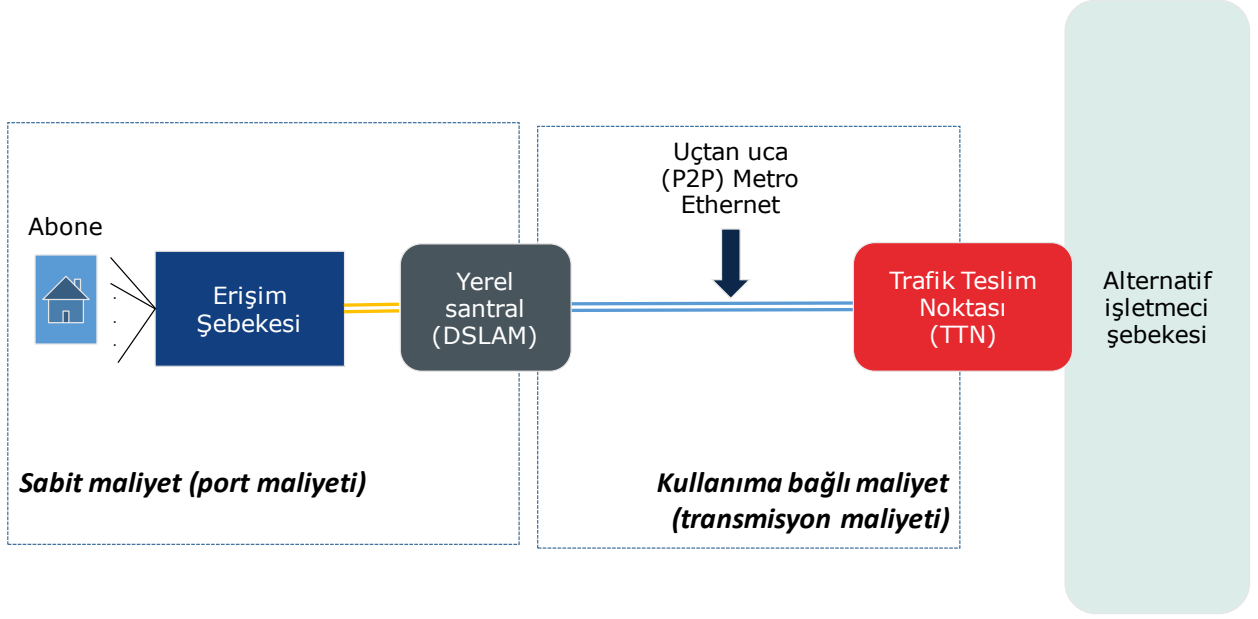 Uçtan uca
(P2P) Metro
Ethernet
Abone
Erişim
Şebekesi
Yerel
santral
(DSLAM)
Trafik Teslim
Noktası
(TTN)
Alternatif
işletmeci
şebekesi
Sabit maliyet (port maliyeti)
Kullanıma bağlı maliyet
(transmisyon maliyeti)